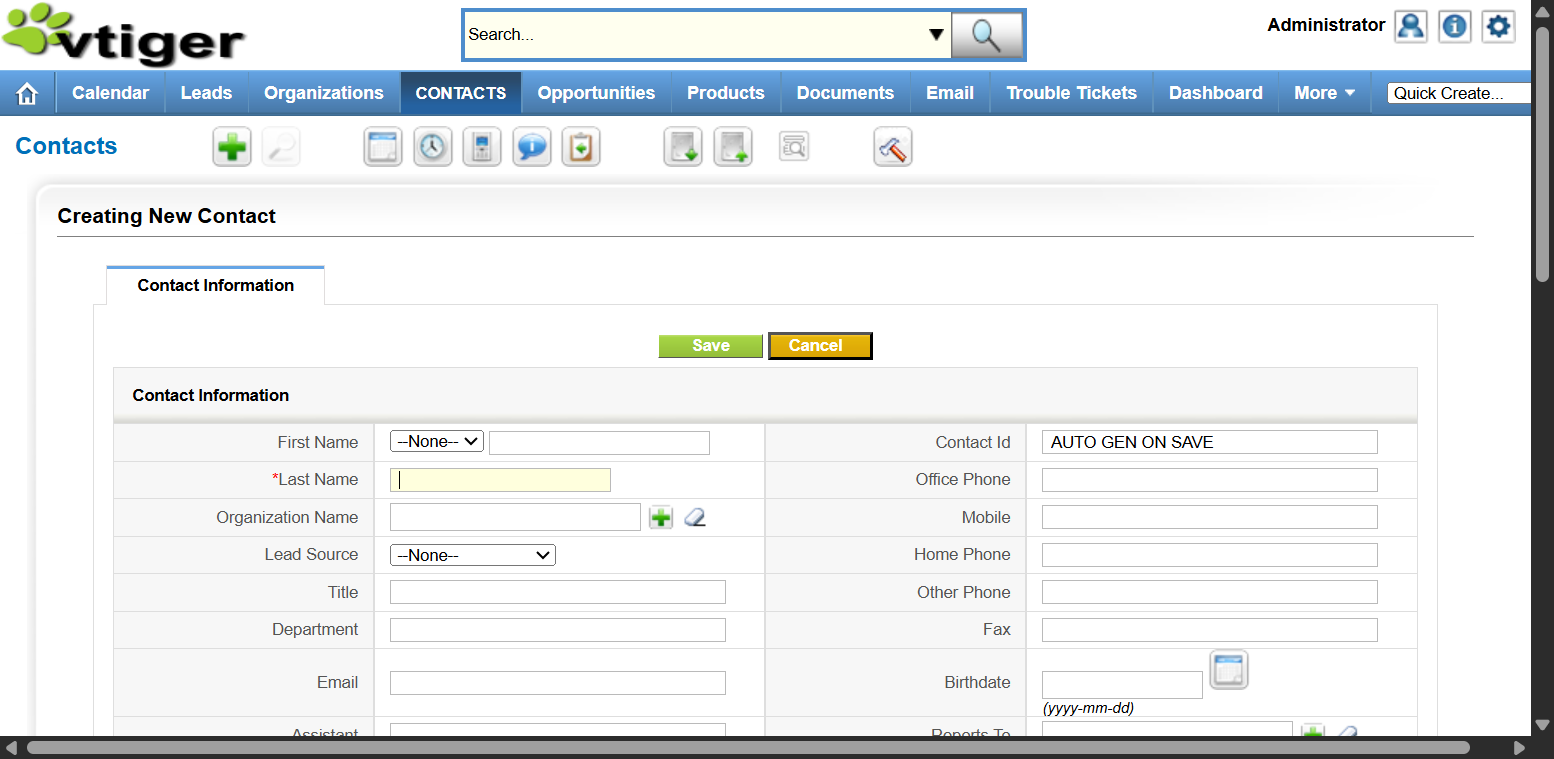 vtiger
Search...
Administrator
Calendar
Leads
Organizations
CONTACTS
Opportunities
Products
Documents
Email
Trouble Tickets
Dashboard
More
Quick Create...
Contacts
Creating New Contact
Contact Information
Save
Cancel
Contact Information
First Name
--None--
Contact Id
AUTO GEN ON SAVE
*Last Name
Office Phone
Organization Name
Mobile
Lead Source
--None--
Home Phone
Title
Other Phone
Department
Fax
Email
Birthdate
(yyyy-mm-dd)
Assistant
Reports To